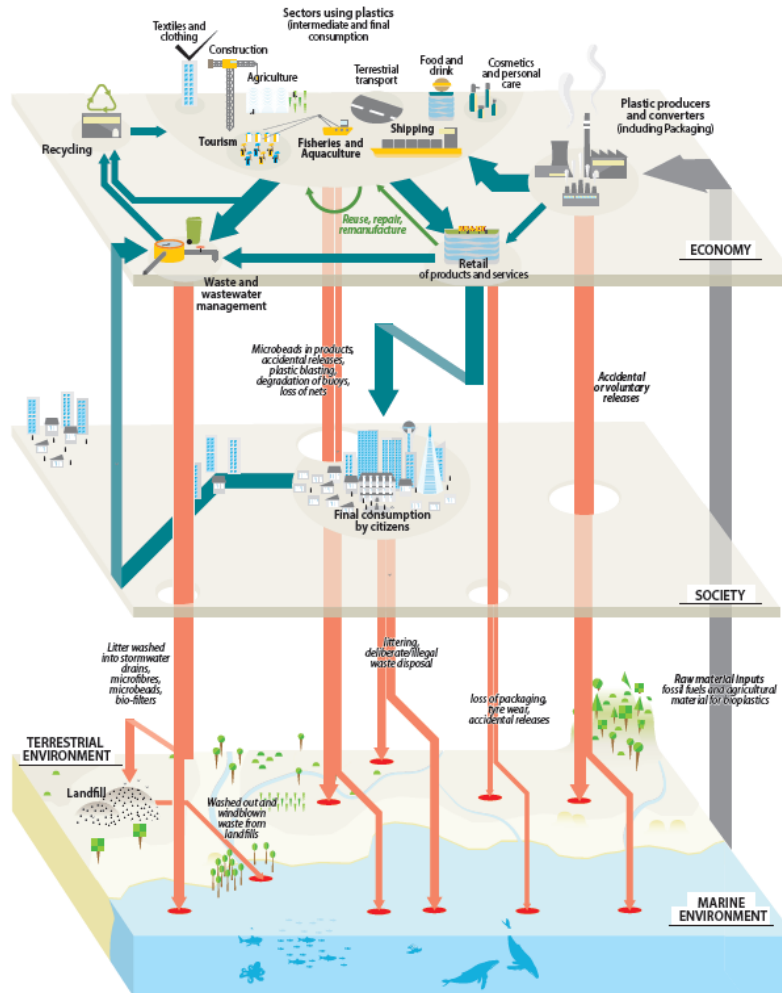 Sectors using plastics
(intermediate and final
consumption)
Textiles and
clothing
Construction
Agriculture
Terrestrial
transport
Food and
drink
Cosmetics
and personal
care
Plastic producers
and converters
(including Packaging)
Recycling
Tourism
Fisheries and
Aquaculture
Shipping
Reuse, repair,
remanufacture
Retail
of products and services
ECONOMY
Waste and
wastewater
management
Microbeads in products,
accidental releases,
plastic blasting,
degradation of buoys,
loss of nets
Accidental
or voluntary
releases
Final consumption
by citizens
SOCIETY
Litter washed
into stormwater
drains,
microfibres,
microbeads,
bio-filters
littering,
deliberate/illegal
waste disposal
loss of packaging,
tyre wear,
accidental releases
Raw material inputs
fossil fuels and agricultural
material for bioplastics
TERRESTRIAL
ENVIRONMENT
Landfill
Washed out and
windblown
waste from
landfills
MARINE
ENVIRONMENT